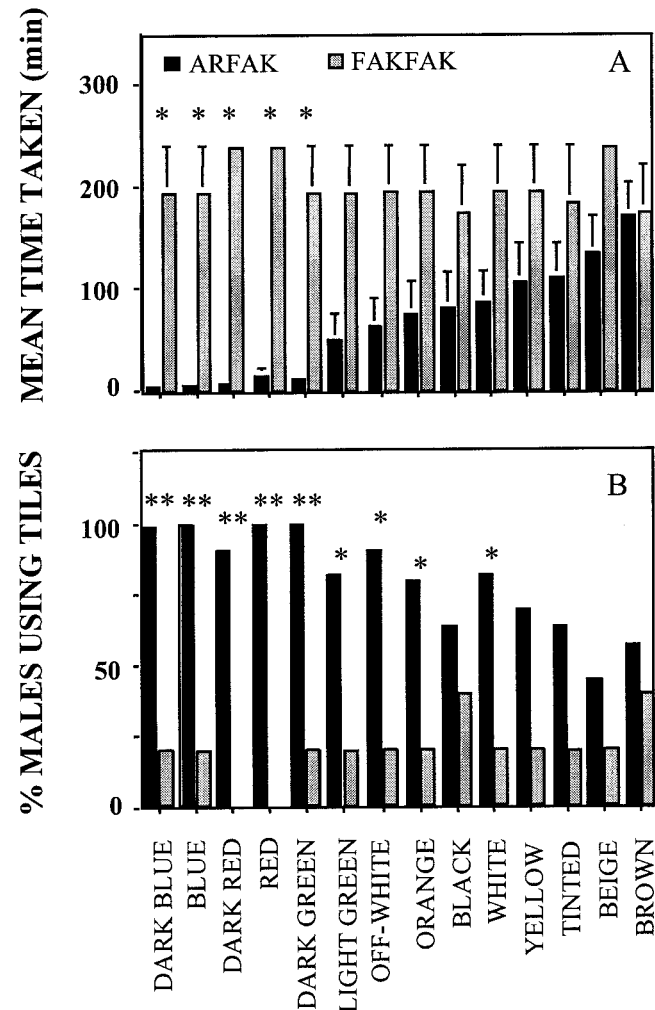 MEAN TIME TAKEN (min)
300
200
100
0
ARFAK
FAKFAK
A
* * * * *
% MALES USING TILES
100
50
0
B
** ** ** ** ** * * * *
DARK BLUE
BLUE
DARK RED
RED
DARK GREEN
LIGHT GREEN
OFF-WHITE
ORANGE
BLACK
WHITE
YELLOW
TINTED
BEIGE
BROWN